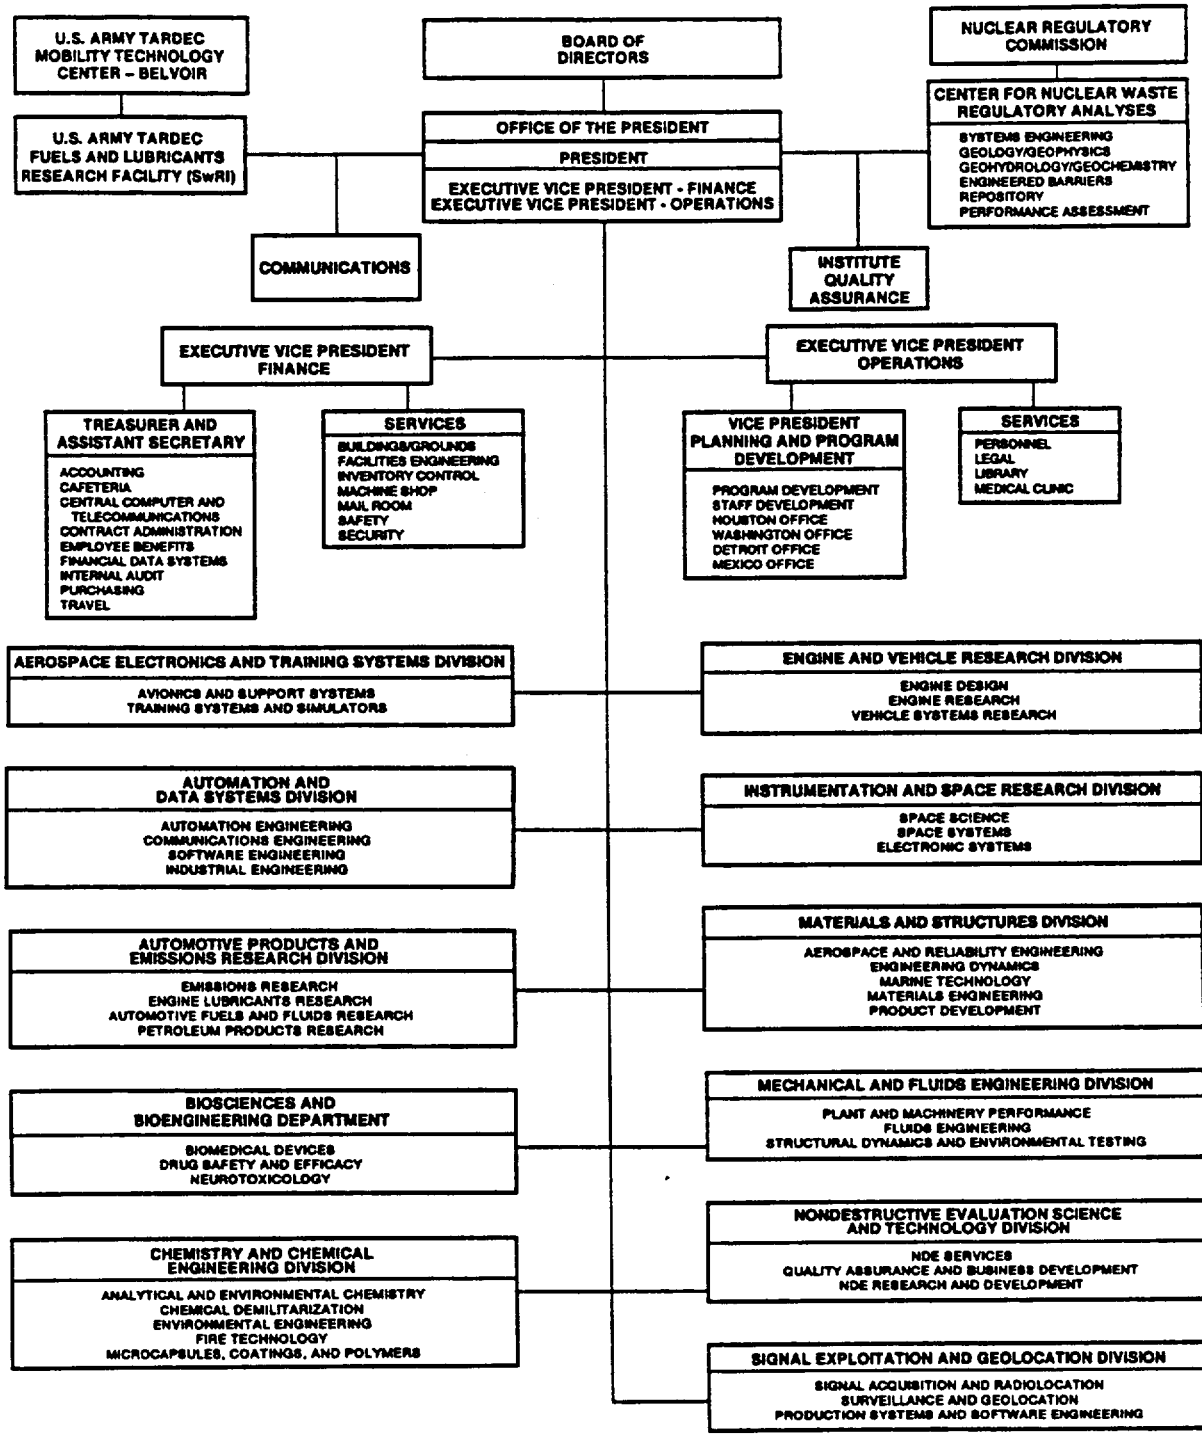 U.S. ARMY TARDEC
MOBILITY TECHNOLOGY
CENTER – BELVOIR
BOARD OF
DIRECTORS
NUCLEAR REGULATORY
COMMISSION
U.S. ARMY TARDEC
FUELS AND LUBRICANTS
RESEARCH FACILITY (SwRI)
OFFICE OF THE PRESIDENT
PRESIDENT
EXECUTIVE VICE PRESIDENT - FINANCE
EXECUTIVE VICE PRESIDENT - OPERATIONS
CENTER FOR NUCLEAR WASTE
REGULATORY ANALYSES
SYSTEMS ENGINEERING
GEOLOGY/GEOPHYSICS
GEOHYDROLOGY/GEOCHEMISTRY
ENGINEERED BARRIERS
REPOSITORY
PERFORMANCE ASSESSMENT
COMMUNICATIONS
INSTITUTE
QUALITY
ASSURANCE
EXECUTIVE VICE PRESIDENT
FINANCE
EXECUTIVE VICE PRESIDENT
OPERATIONS
TREASURER AND
ASSISTANT SECRETARY
ACCOUNTING
CAFETERIA
CENTRAL COMPUTER AND
TELECOMMUNICATIONS
CONTRACT ADMINISTRATION
EMPLOYEE BENEFITS
FINANCIAL DATA SYSTEMS
INTERNAL AUDIT
PURCHASING
TRAVEL
SERVICES
BUILDINGS/GROUNDS
FACILITIES ENGINEERING
INVENTORY CONTROL
MACHINE SHOP
MAIL ROOM
SAFETY
SECURITY
VICE PRESIDENT
PLANNING AND PROGRAM
DEVELOPMENT
PROGRAM DEVELOPMENT
STAFF DEVELOPMENT
HOUSTON OFFICE
WASHINGTON OFFICE
DETROIT OFFICE
MEXICO OFFICE
SERVICES
PERSONNEL
LEGAL
LIBRARY
MEDICAL CLINIC
AEROSPACE ELECTRONICS AND TRAINING SYSTEMS DIVISION
AVIONICS AND SUPPORT SYSTEMS
TRAINING SYSTEMS AND SIMULATORS
ENGINE AND VEHICLE RESEARCH DIVISION
ENGINE DESIGN
ENGINE RESEARCH
VEHICLE SYSTEMS RESEARCH
AUTOMATION AND
DATA SYSTEMS DIVISION
AUTOMATION ENGINEERING
COMMUNICATIONS ENGINEERING
SOFTWARE ENGINEERING
INDUSTRIAL ENGINEERING
INSTRUMENTATION AND SPACE RESEARCH DIVISION
SPACE SCIENCE
SPACE SYSTEMS
ELECTRONIC SYSTEMS
AUTOMOTIVE PRODUCTS AND
EMISSIONS RESEARCH DIVISION
EMISSIONS RESEARCH
ENGINE LUBRICANTS RESEARCH
AUTOMOTIVE FUELS AND FLUIDS RESEARCH
PETROLEUM PRODUCTS RESEARCH
MATERIALS AND STRUCTURES DIVISION
AEROSPACE AND RELIABILITY ENGINEERING
ENGINEERING DYNAMICS
MARINE TECHNOLOGY
MATERIALS ENGINEERING
PRODUCT DEVELOPMENT
BIOSCIENCES AND
BIOENGINEERING DEPARTMENT
BIOMEDICAL DEVICES
DRUG SAFETY AND EFFICACY
NEUROTOXICOLOGY
MECHANICAL AND FLUIDS ENGINEERING DIVISION
PLANT AND MACHINERY PERFORMANCE
FLUIDS ENGINEERING
STRUCTURAL DYNAMICS AND ENVIRONMENTAL TESTING
CHEMISTRY AND CHEMICAL
ENGINEERING DIVISION
ANALYTICAL AND ENVIRONMENTAL CHEMISTRY
CHEMICAL DEMILITARIZATION
ENVIRONMENTAL ENGINEERING
FIRE TECHNOLOGY
MICROCAPSULES, COATINGS, AND POLYMERS
NONDESTRUCTIVE EVALUATION SCIENCE
AND TECHNOLOGY DIVISION
NDE SERVICES
QUALITY ASSURANCE AND BUSINESS DEVELOPMENT
NDE RESEARCH AND DEVELOPMENT
SIGNAL EXPLOITATION AND GEOLOCATION DIVISION
SIGNAL ACQUISITION AND RADIOLOCATION
SURVEILLANCE AND GEOLOCATION
PRODUCTION SYSTEMS AND SOFTWARE ENGINEERING